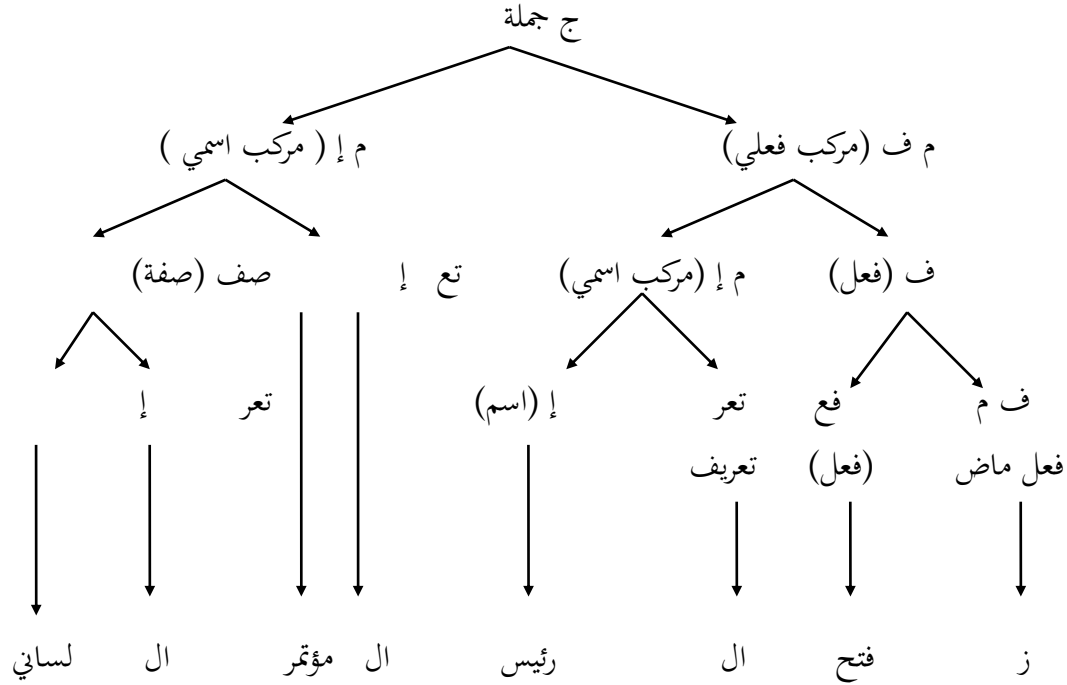 ج جملة
م ف (مركب فعلي) م إ ( مركب اسمي )
ف (فعل) م إ (مركب اسمي) تع إ صف (صفة)
ف م فع تعر إ (اسم) تعر إ
فعل ماض (فعل) تعريف
ز فتح ال رئيس ال مؤتمر ال لساني